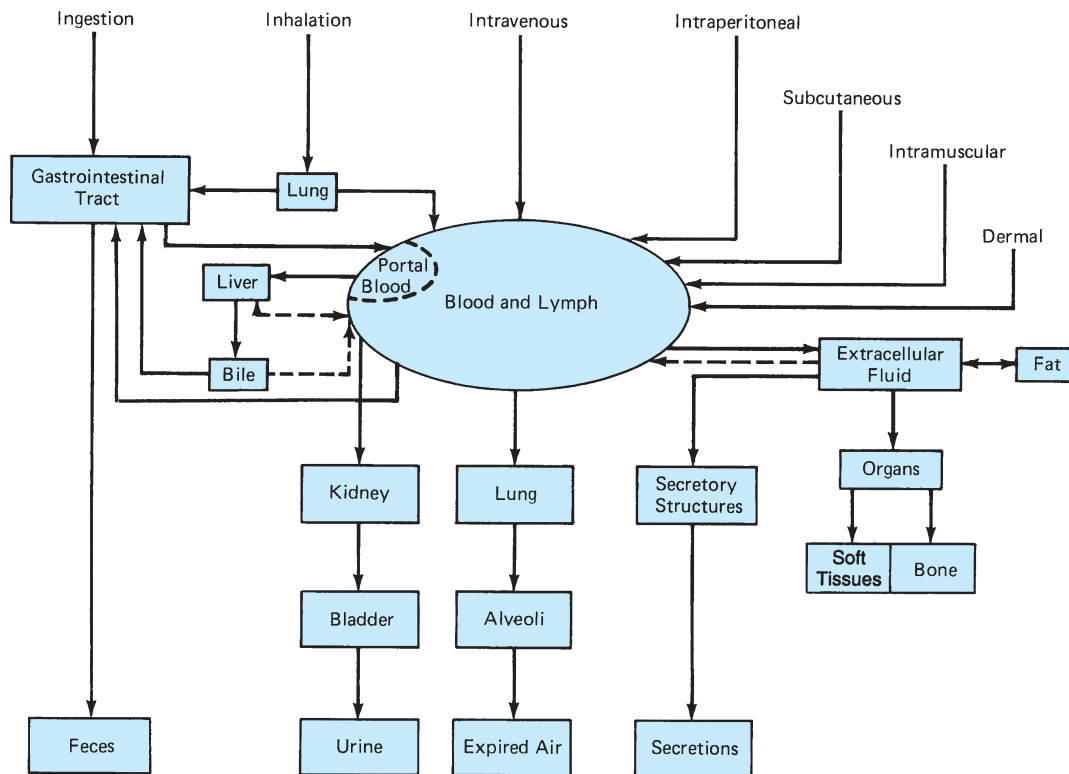 Ingestion
Inhalation
Intravenous
Intraperitoneal
Subcutaneous
Intramuscular
Dermal
Gastrointestinal
Tract
Lung
Portal
Blood
Liver
Blood and Lymph
Bile
Extracellular
Fluid
Fat
Kidney
Lung
Secretory
Structures
Organs
Soft
Tissues
Bone
Bladder
Alveoli
Feces
Urine
Expired Air
Secretions